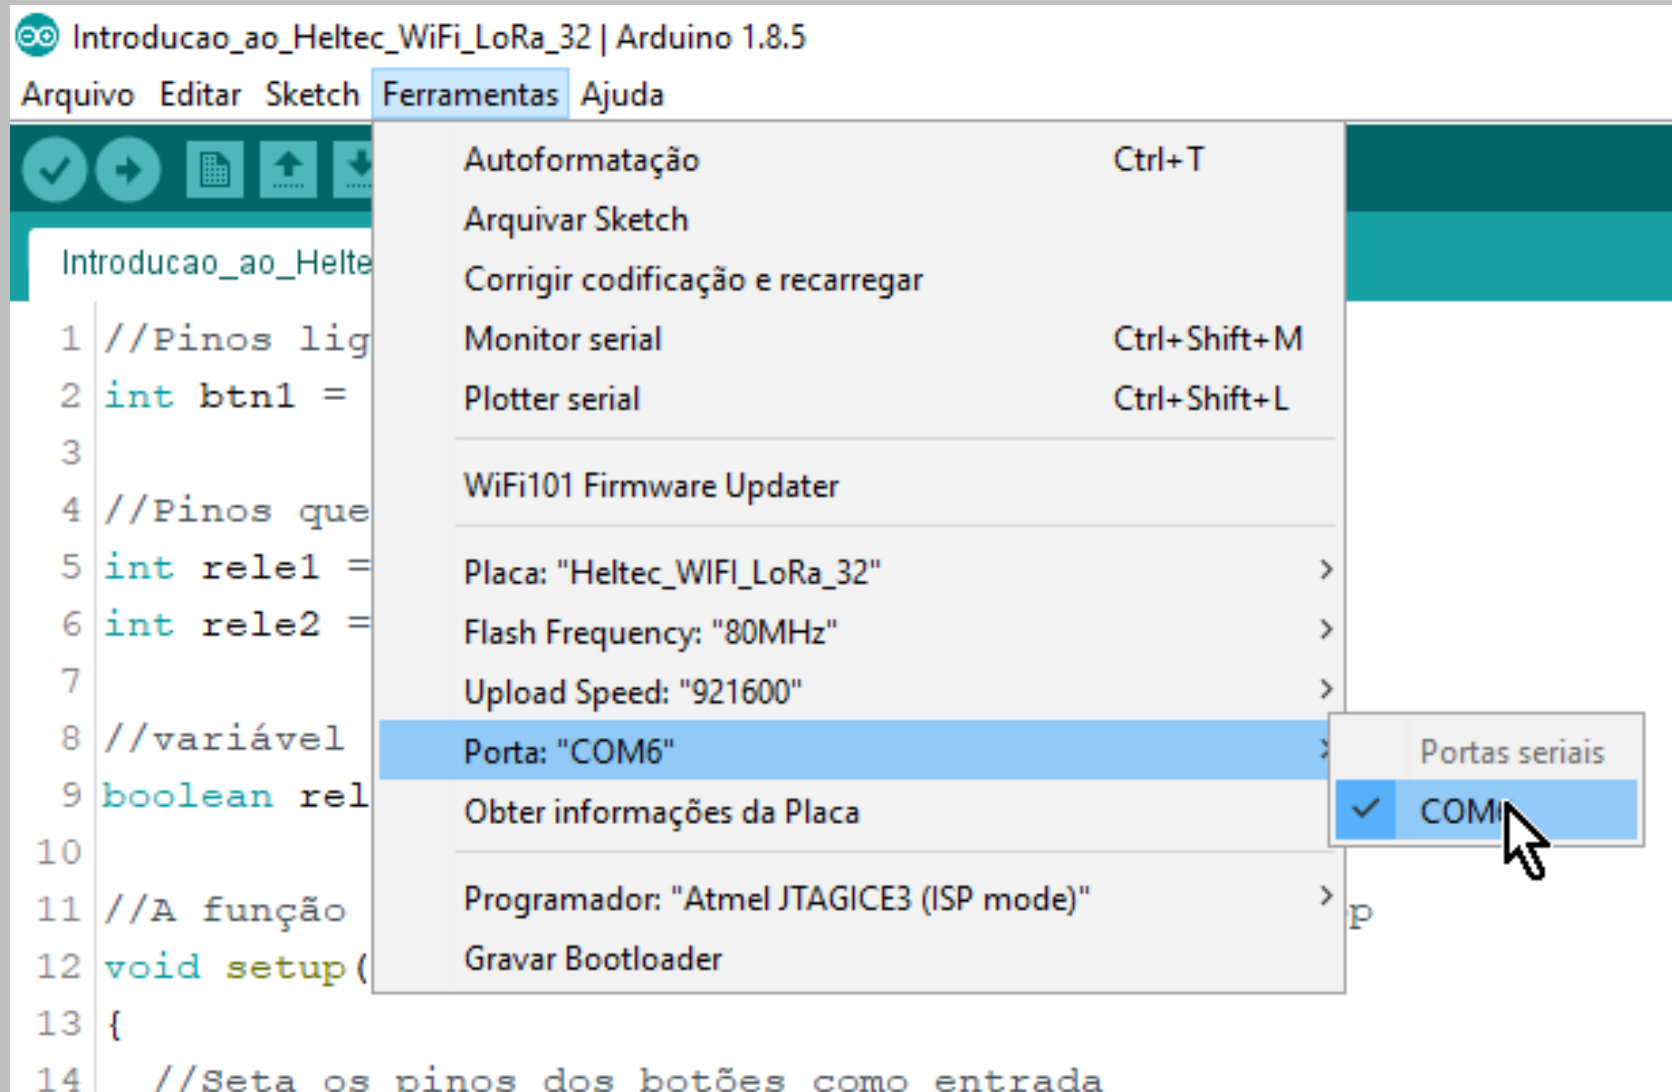 Introducao_ao_Heltec_WiFi_LoRa_32 | Arduino 1.8.5
Arquivo Editar Sketch Ferramentas Ajuda
Introducao_ao_Helte
Autoformatação Ctrl+T
Arquivar Sketch
Corrigir codificação e recarregar
Monitor serial Ctrl+Shift+M
Plotter serial Ctrl+Shift+L
WiFi101 Firmware Updater
Placa: "Heltec_WIFI_LoRa_32"
Flash Frequency: "80MHz"
Upload Speed: "921600"
Porta: "COM6"
Obter informações da Placa
Programador: "Atmel JTAGICE3 (ISP mode)"
Gravar Bootloader
Portas seriais
COM6
1 //Pinos lig
2 int btn1 =
3
4 //Pinos que
5 int rele1 =
6 int rele2 =
7
8 //variável
9 boolean rel
10
11 //A função p
12 void setup(
13 {
14 //Seta os pinos dos botões como entrada